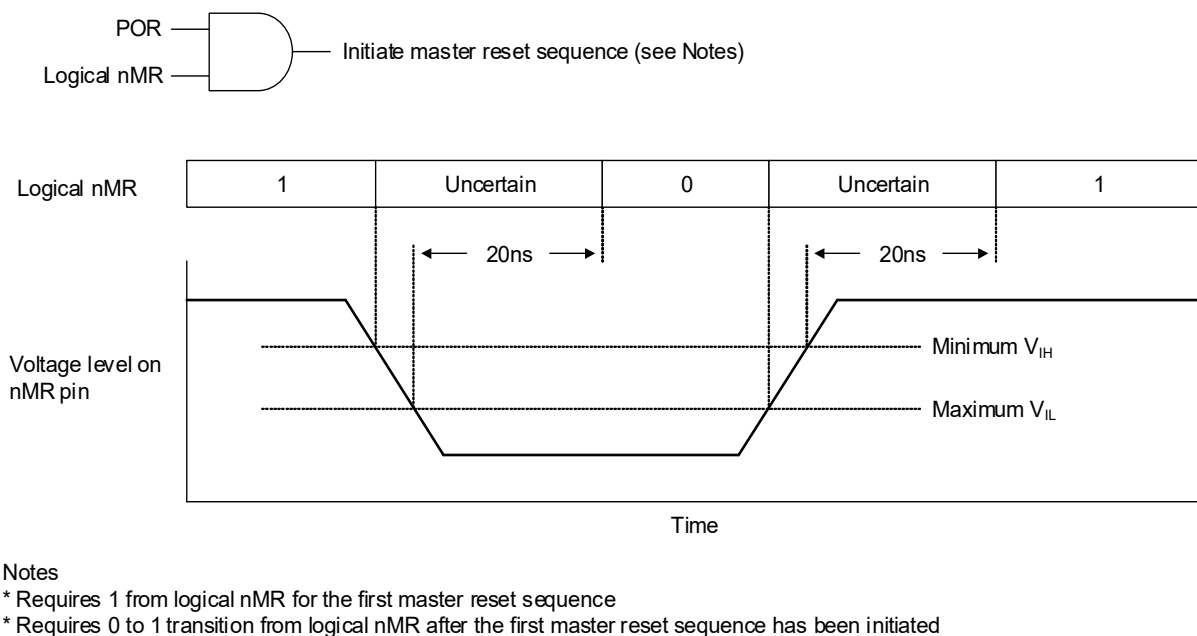 POR
Logical nMR
Initiate master reset sequence (see Notes)
Logical nMR
1
Uncertain
0
Uncertain
1
20ns
20ns
Voltage level on
nMR pin
Minimum VIH
Maximum VIL
Time
Notes
* Requires 1 from logical nMR for the first master reset sequence
* Requires 0 to 1 transition from logical nMR after the first master reset sequence has been initiated